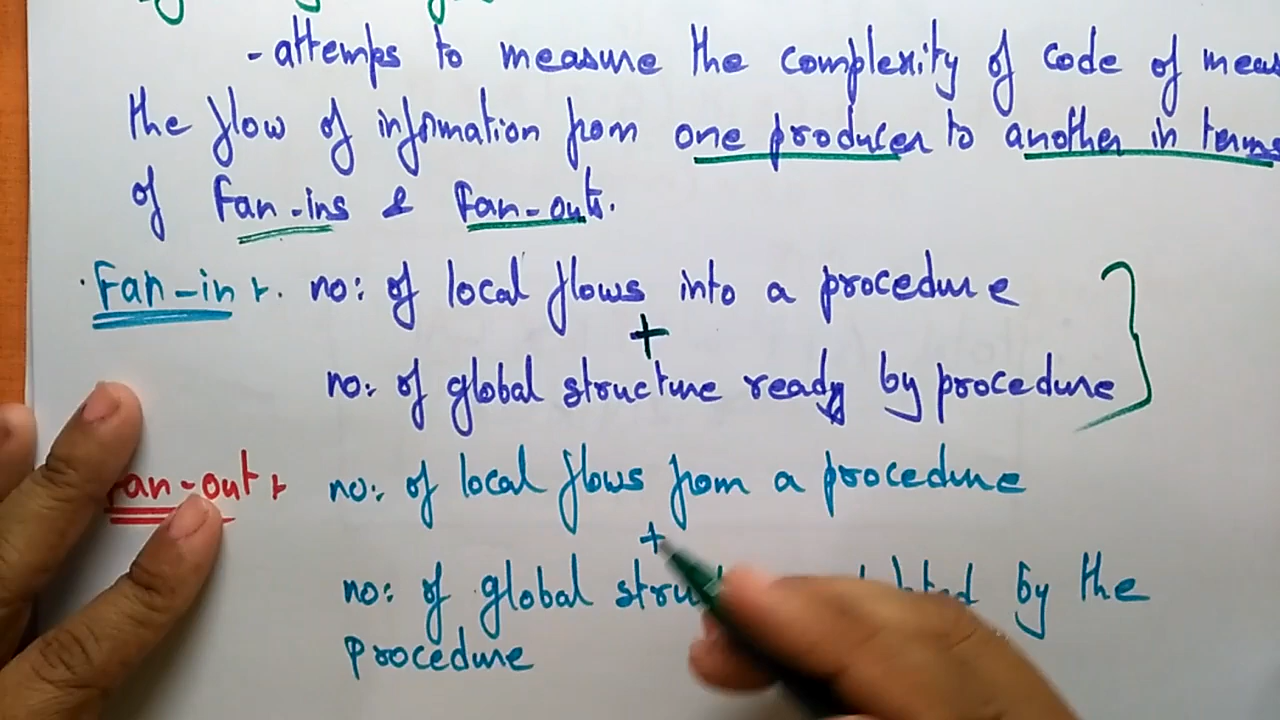 - attemps to measure the complexity of code of meas
the flow of information from one producer to another in terms
of Fan-ins & Fan-outs.
Fan-in no: of local flows into a procedure
+
no: of global structure ready by procedure
Fan-out no: of local flows from a procedure
+
no: of global by the
procedure